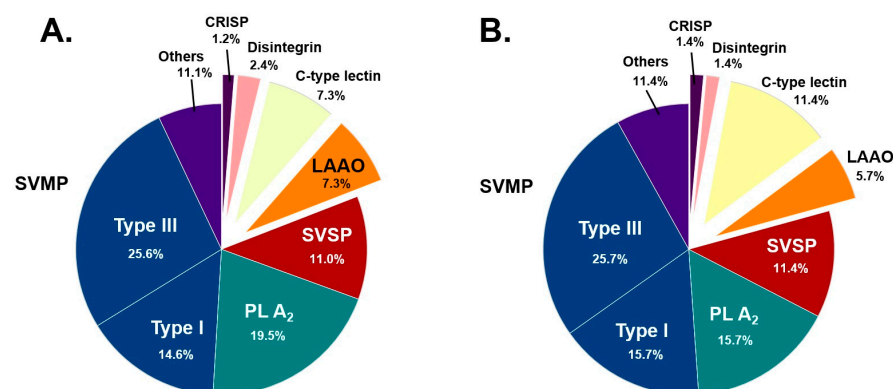 A.
CRISP
1.2%
Disintegrin
2.4%
Others
11.1%
C-type lectin
7.3%
LAAO
7.3%
SVMP
Type III
25.6%
SVSP
11.0%
PL A₂
19.5%
Type I
14.6%
B.
CRISP
1.4%
Disintegrin
1.4%
Others
11.4%
C-type lectin
11.4%
LAAO
5.7%
SVMP
Type III
25.7%
SVSP
11.4%
PL A₂
15.7%
Type I
15.7%